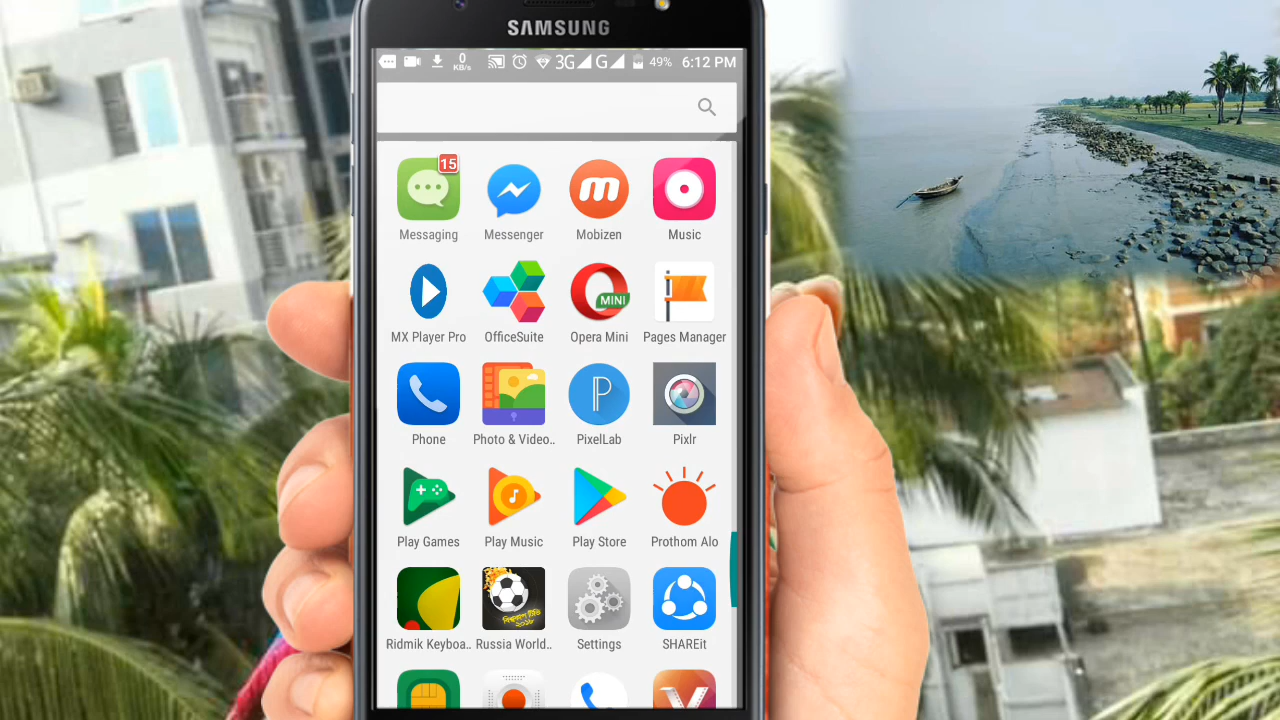 SAMSUNG
0 KB/s 3G G 49% 6:12 PM
15
Messaging Messenger Mobizen Music
MINI
MX Player Pro OfficeSuite Opera Mini Pages Manager
Phone Photo & Video.. PixelLab Pixlr
Play Games Play Music Play Store Prothom Alo
Ridmik Keyboa.. Russia World.. Settings SHAREit